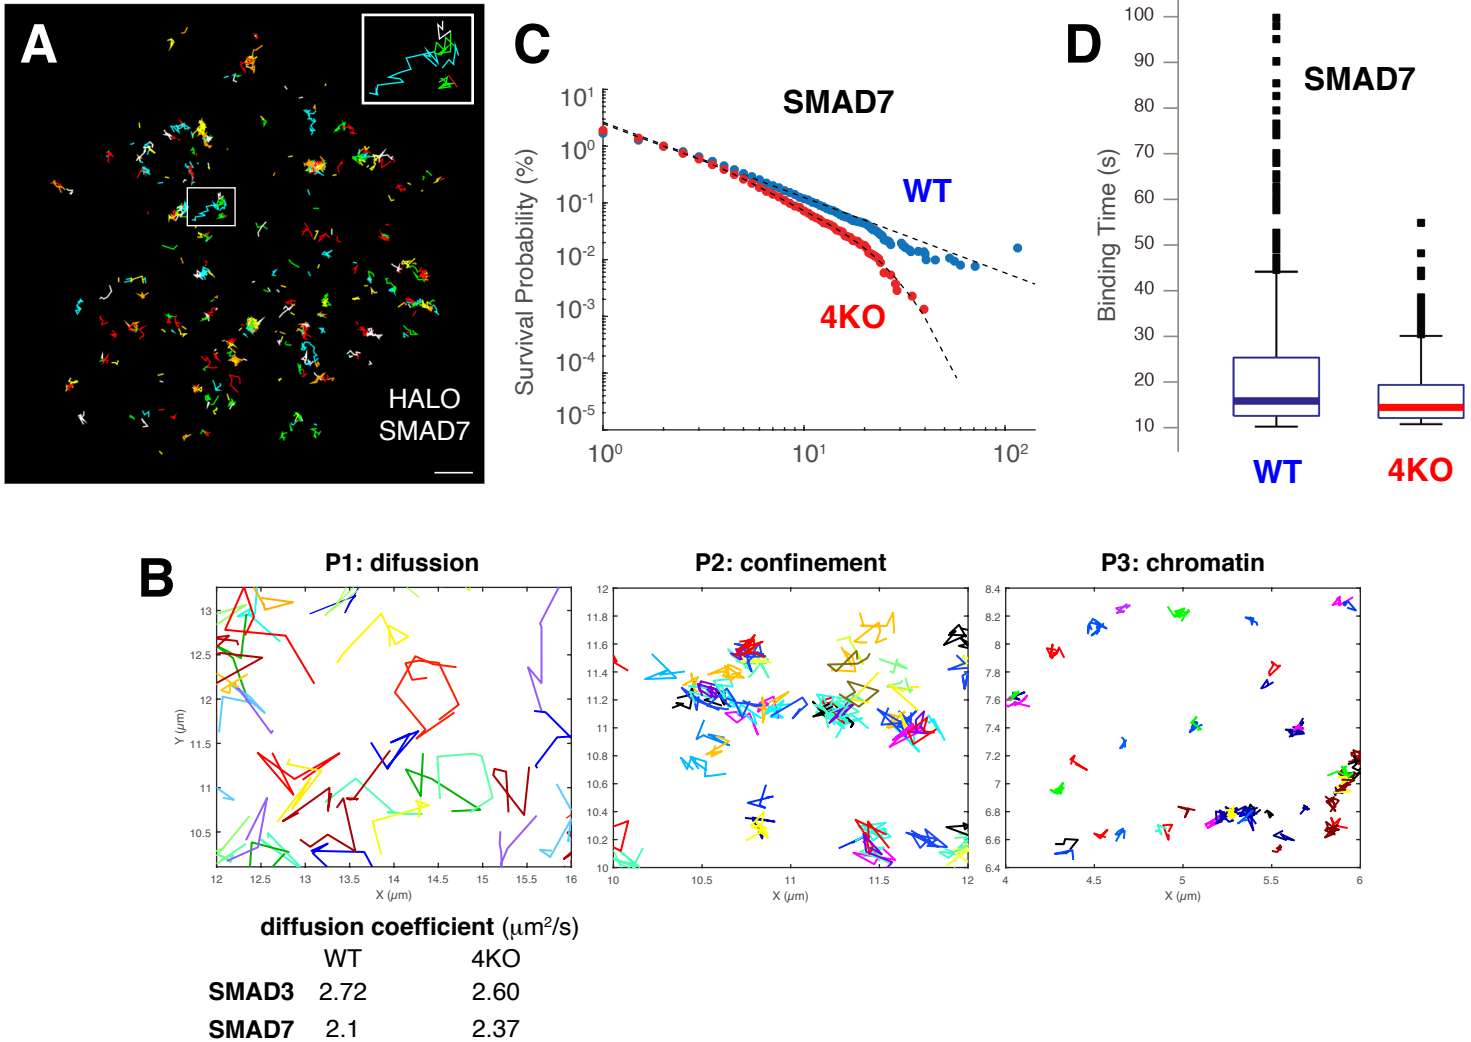 A
HALO
SMAD7
C
SMAD7
Survival Probability (%)
10¹
10⁰
10⁻¹
10⁻²
10⁻³
10⁻⁴
10⁻⁵
10⁰
10¹
10²
WT
4KO
D
SMAD7
Binding Time (s)
100
90
80
70
60
50
40
30
20
10
WT
4KO
B
P1: difussion
Y (µm)
13
12.5
12
11.5
11
10.5
12
12.5
13
13.5
14
14.5
15
15.5
16
X (µm)
P2: confinement
12
11.8
11.6
11.4
11.2
11
10.8
10.6
10.4
10.2
10
10
10.5
11
11.5
12
X (µm)
P3: chromatin
8.4
8.2
8
7.8
7.6
7.4
7.2
7
6.8
6.6
6.4
4
4.5
5
5.5
6
X (µm)
diffusion coefficient (µm²/s)
WT 4KO
SMAD3 2.72 2.60
SMAD7 2.1 2.37